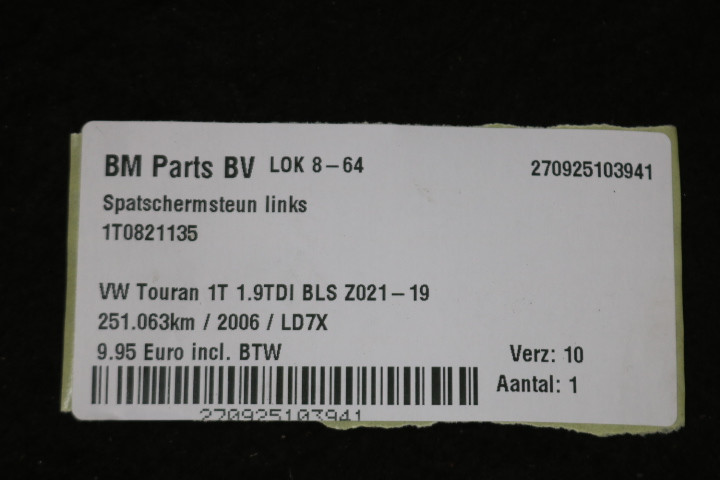 BM Parts BV LOK 8-64 270925103941
Spatschermsteun links
1T0821135
VW Touran 1T 1.9TDI BLS Z021-19
251.063km / 2006 / LD7X
9.95 Euro incl. BTW Verz: 10
Aantal: 1
270925103941